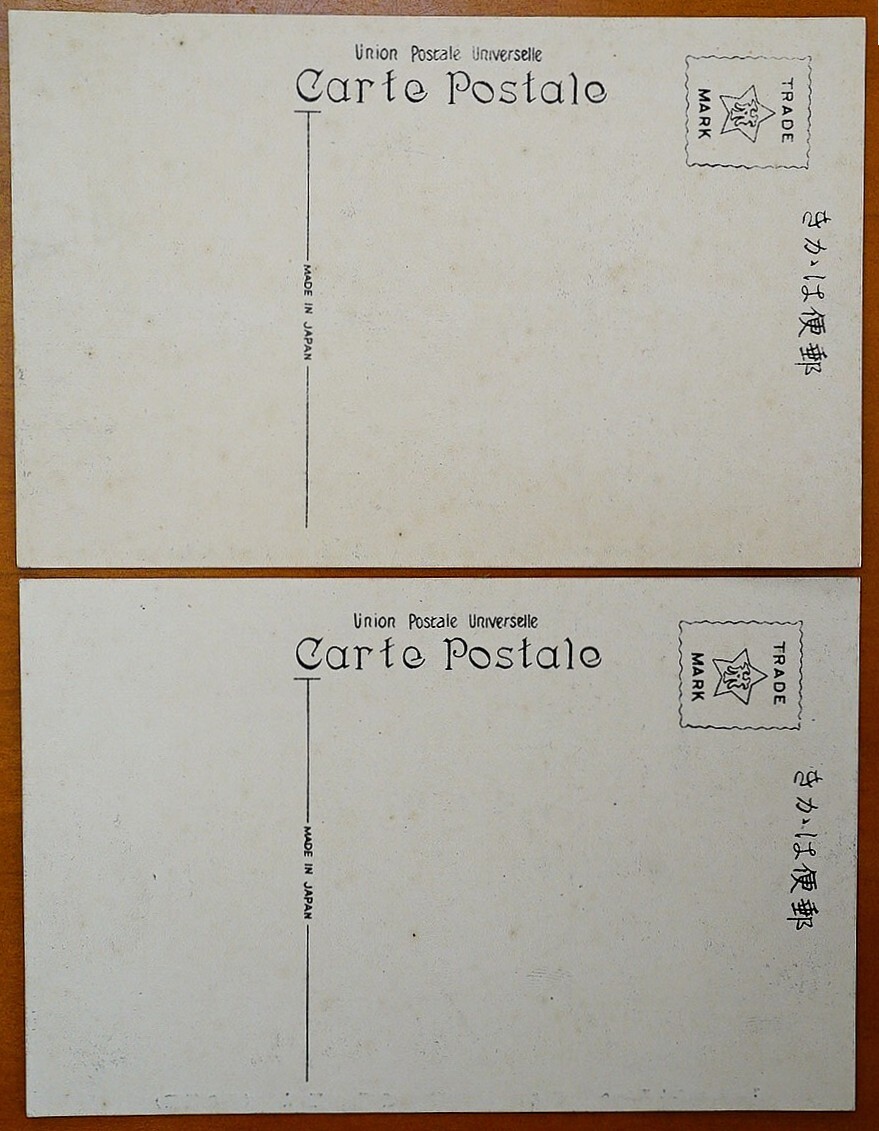 Union Postale Universelle
Carte Postale
TRADE
MARK
きかは便郵
MADE IN JAPAN
Union Postale Universelle
Carte Postale
TRADE
MARK
きかは便郵
MADE IN JAPAN